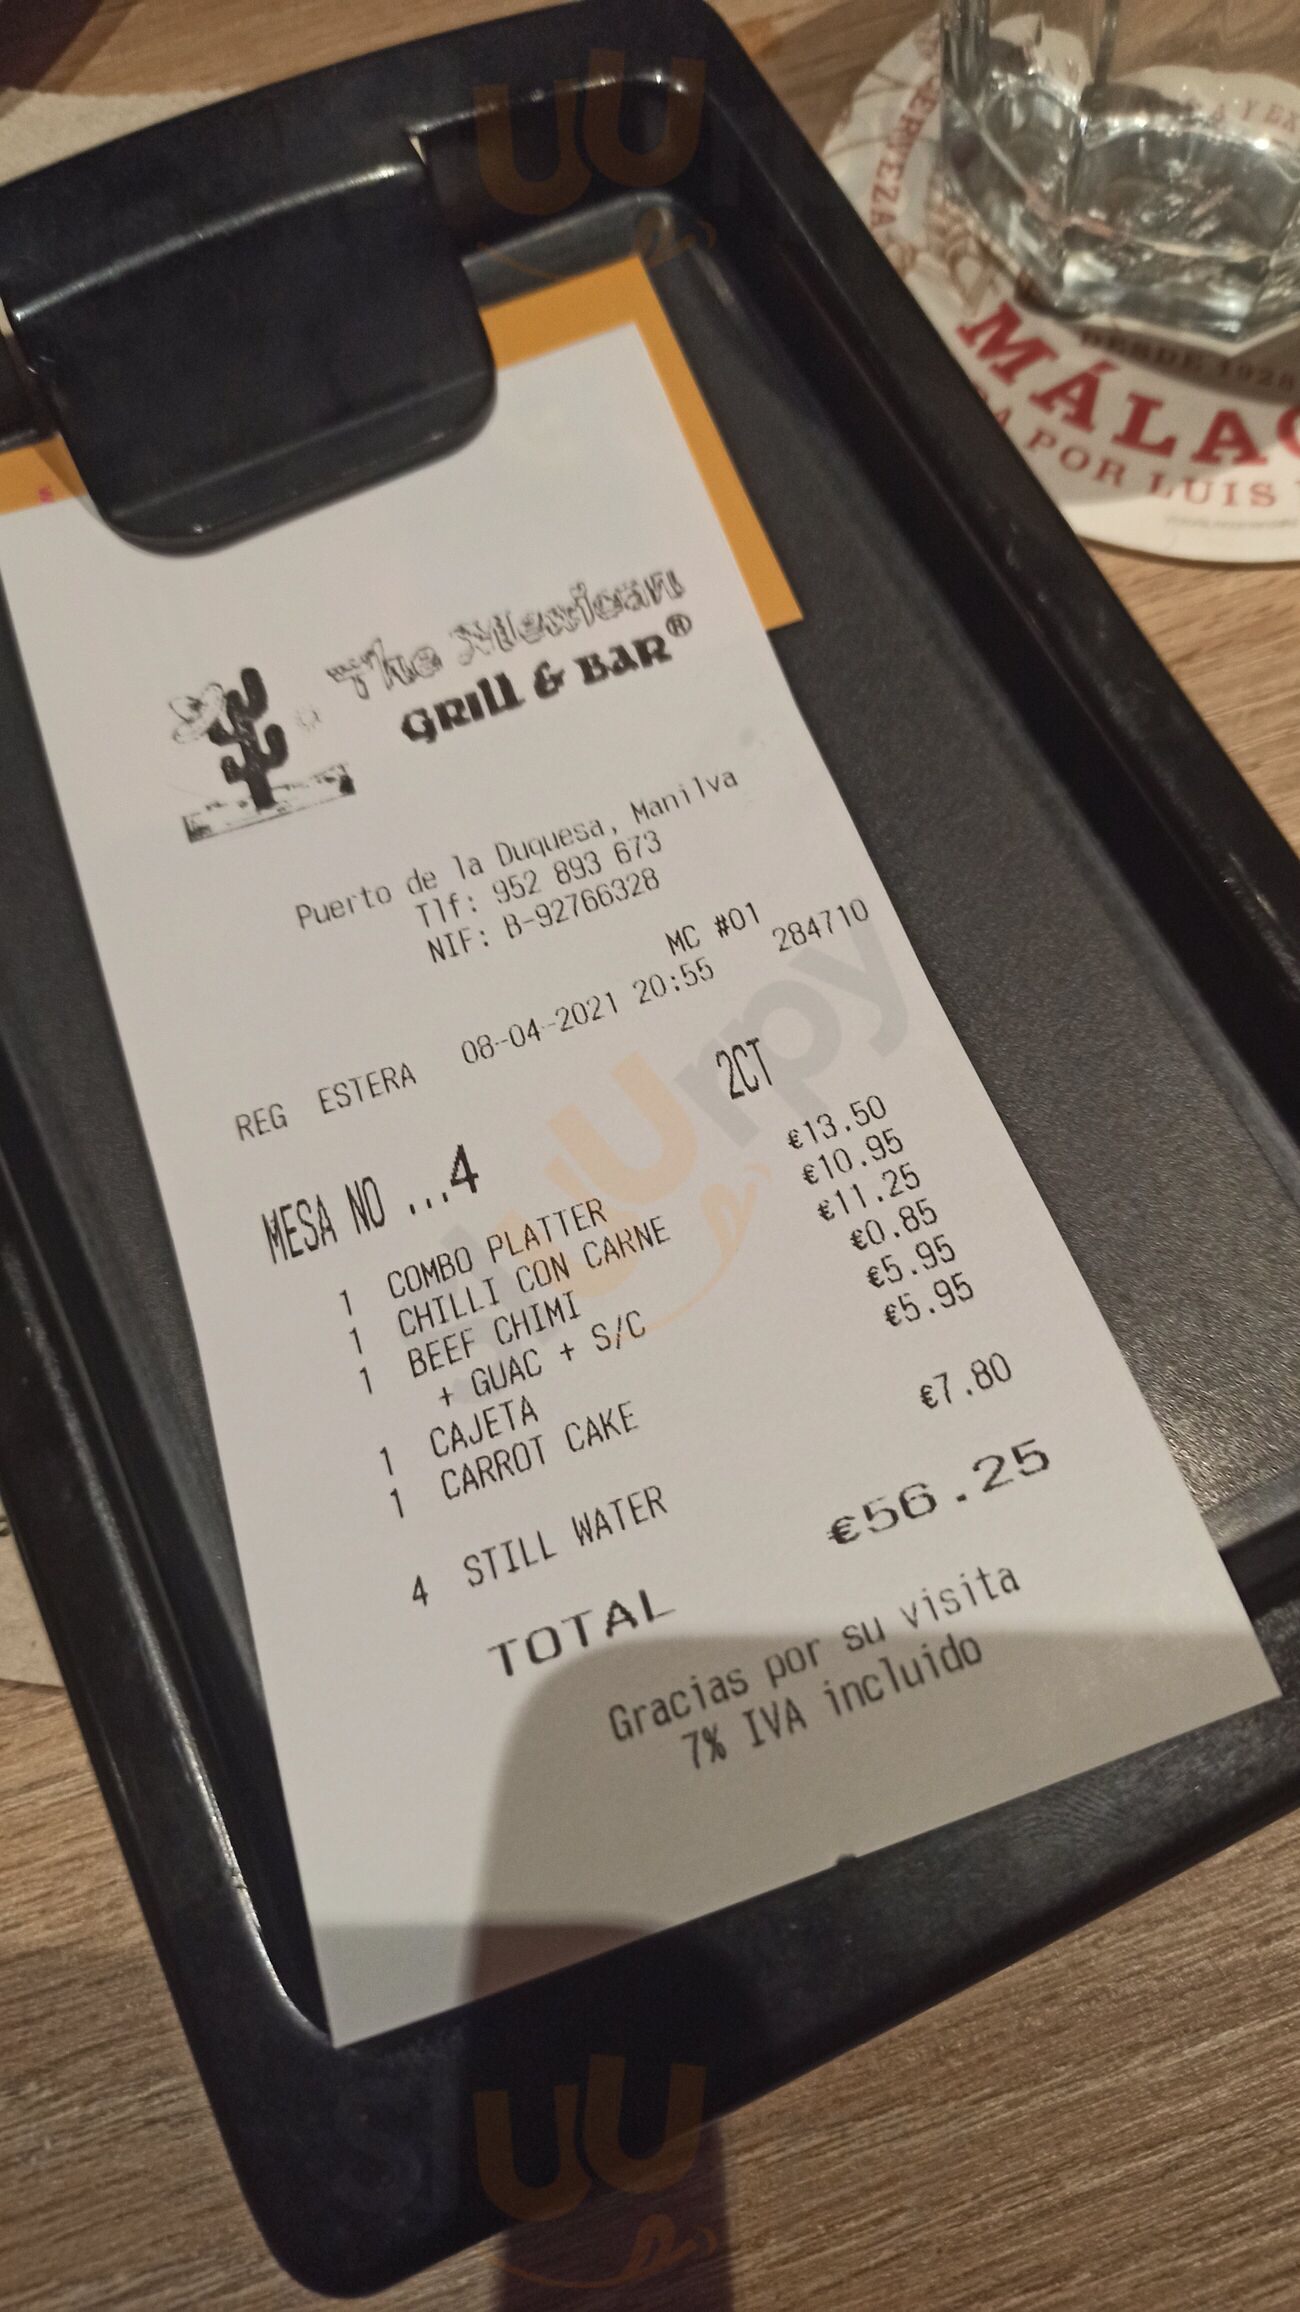 The Mexican
GRILL & BAR®
Puerto de la Duquesa, Manilva
Tlf: 952 893 673
NIF: B-92766328
MC #01
REG ESTERA 08-04-2021 20:55 284710
MESA NO ...4 2CT
1 COMBO PLATTER €13.50
1 CHILLI CON CARNE €10.95
1 BEEF CHIMI €11.25
+ GUAC + S/C €0.85
1 CAJETA €5.95
1 CARROT CAKE €5.95
4 STILL WATER €7.80
TOTAL €56.25
Gracias por su visita
7% IVA incluido
CERVEZA
Y
DESDE 1928
POR LUIS